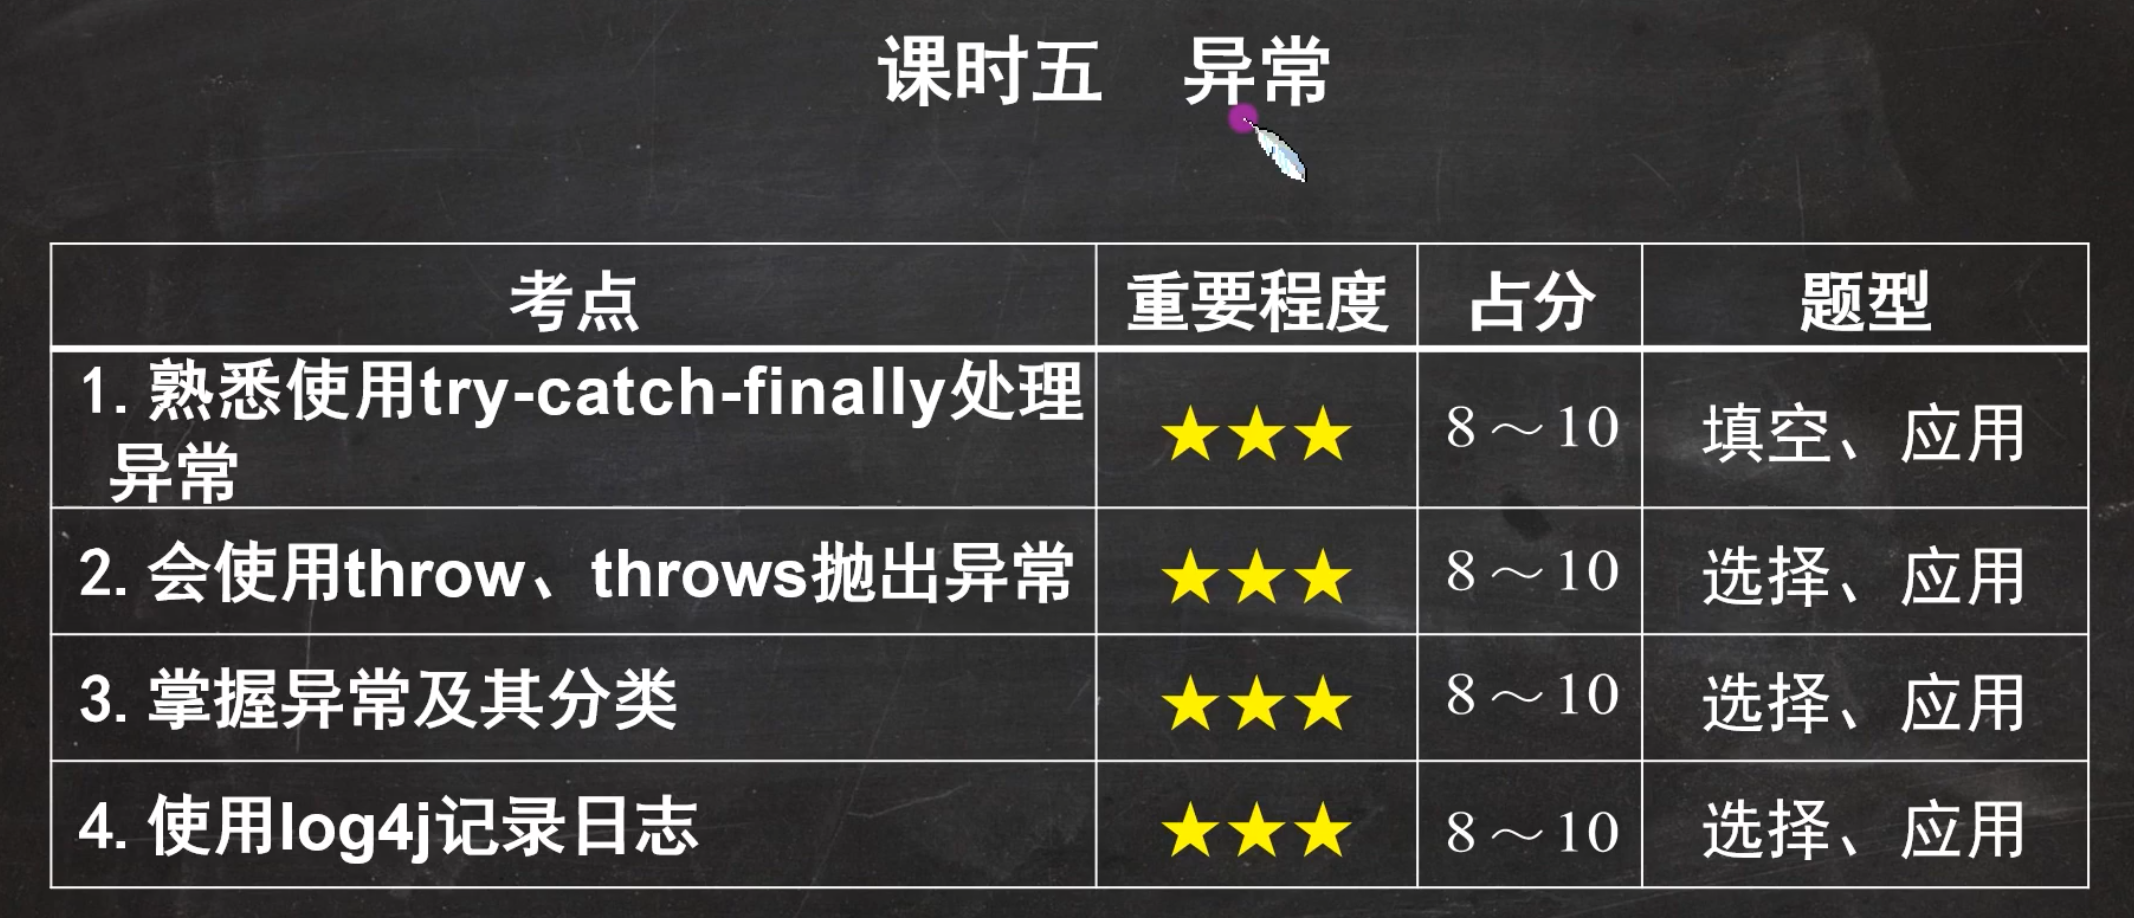 课时五 异常
考点 重要程度 占分 题型
1. 熟悉使用try-catch-finally处理
异常
★★★ 8～10 填空、应用
2. 会使用throw、throws抛出异常 ★★★ 8～10 选择、应用
3. 掌握异常及其分类 ★★★ 8～10 选择、应用
4. 使用log4j记录日志 ★★★ 8～10 选择、应用